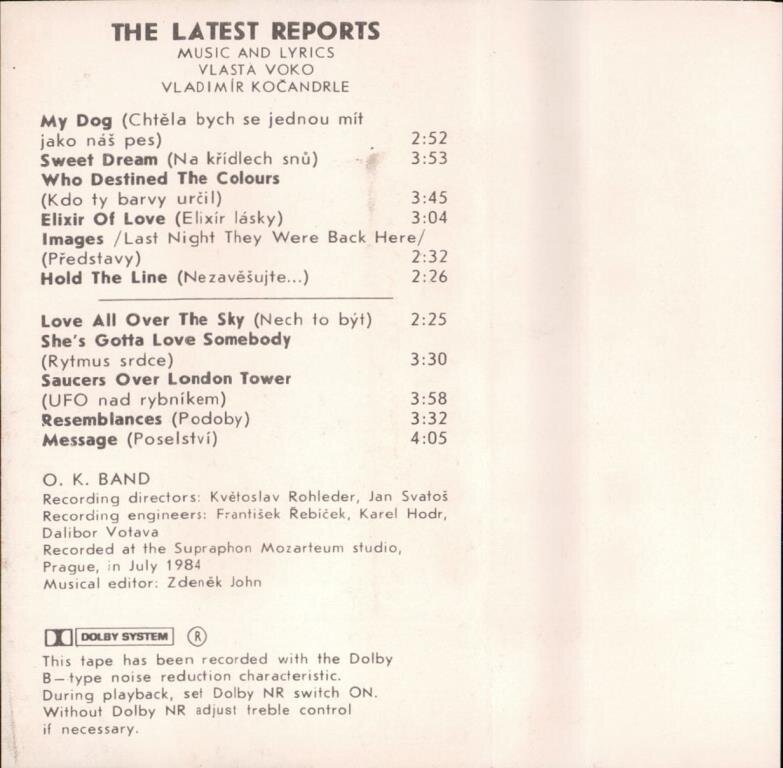 THE LATEST REPORTS
MUSIC AND LYRICS
VLASTA VOKO
VLADIMÍR KOČANDRLE
My Dog (Chtěla bych se jednou mít
jako náš pes) 2:52
Sweet Dream (Na křídlech snů) 3:53
Who Destined The Colours
(Kdo ty barvy určil) 3:45
Elixir Of Love (Elixír lásky) 3:04
Images /Last Night They Were Back Here/
(Představy) 2:32
Hold The Line (Nezavěšujte...) 2:26
Love All Over The Sky (Nech to být) 2:25
She's Gotta Love Somebody
(Rytmus srdce) 3:30
Saucers Over London Tower
(UFO nad rybníkem) 3:58
Resemblances (Podoby) 3:32
Message (Poselství) 4:05
O. K. BAND
Recording directors: Květoslav Rohleder, Jan Svatoš
Recording engineers: František Řebíček, Karel Hodr,
Dalibor Votava
Recorded at the Supraphon Mozarteum studio,
Prague, in July 1984
Musical editor: Zdeněk John
DOLBY SYSTEM ®
This tape has been recorded with the Dolby
B—type noise reduction characteristic.
During playback, set Dolby NR switch ON.
Without Dolby NR adjust treble control
if necessary.